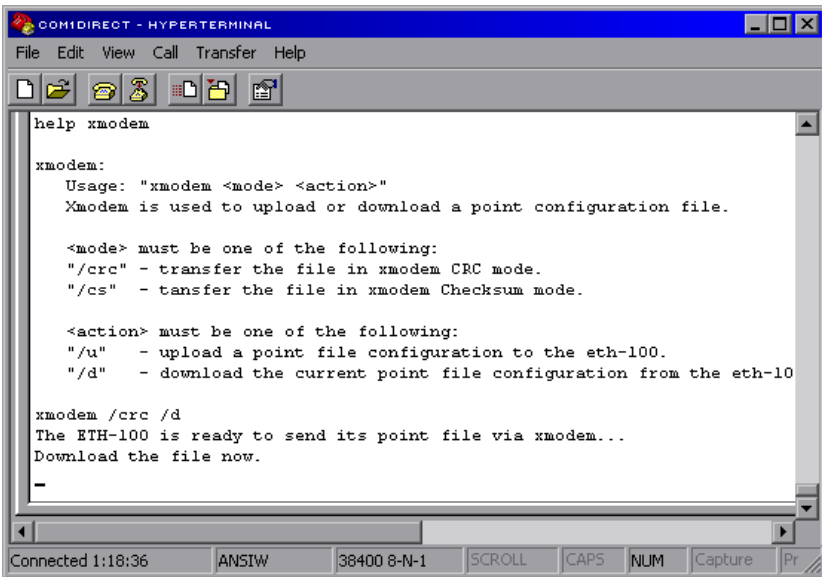 COM1DIRECT - HYPERTERMINAL
File Edit View Call Transfer Help
help xmodem
xmodem:
Usage: "xmodem <mode> <action>"
Xmodem is used to upload or download a point configuration file.
<mode> must be one of the following:
"/crc" - transfer the file in xmodem CRC mode.
"/cs" - tansfer the file in xmodem Checksum mode.
<action> must be one of the following:
"/u" - upload a point file configuration to the eth-100.
"/d" - download the current point file configuration from the eth-10
xmodem /crc /d
The ETH-100 is ready to send its point file via xmodem...
Download the file now.
Connected 1:18:36 ANSIW 38400 8-N-1 SCROLL CAPS NUM Capture Pr